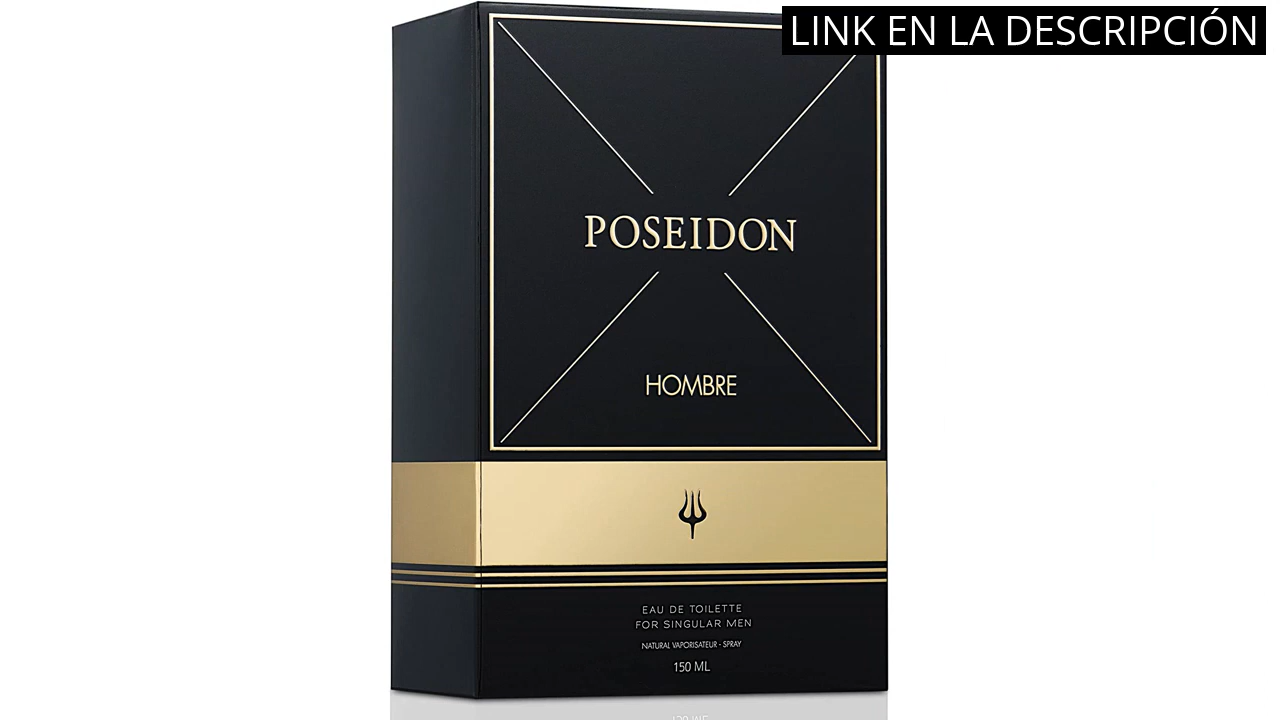 LINK EN LA DESCRIPCIÓN
POSEIDON
HOMBRE
EAU DE TOILETTE
FOR SINGULAR MEN
NATURAL VAPORISATEUR - SPRAY
150 ML